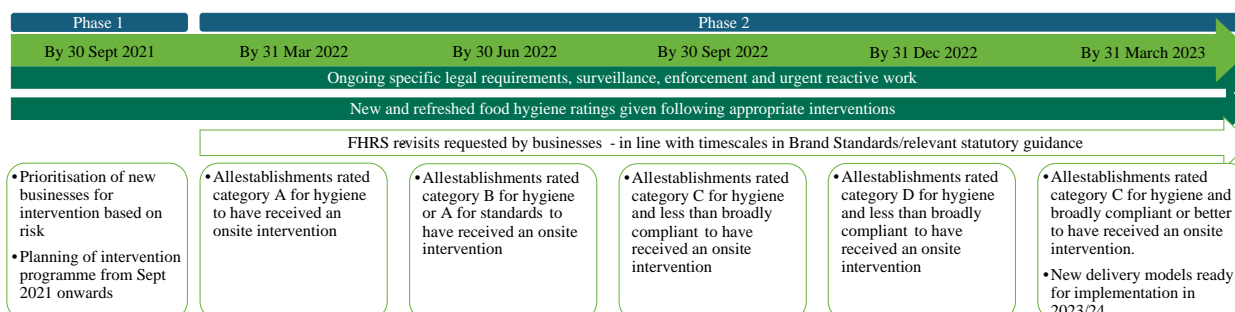 Phase 1
Phase 2
By 30 Sept 2021
By 31 Mar 2022
By 30 Jun 2022
By 30 Sept 2022
By 31 Dec 2022
By 31 March 2023
Ongoing specific legal requirements, surveillance, enforcement and urgent reactive work
New and refreshed food hygiene ratings given following appropriate interventions
FHRS revisits requested by businesses - in line with timescales in Brand Standards/relevant statutory guidance
•Prioritisation of new
businesses for
intervention based on
risk
•Planning of intervention
programme from Sept
2021 onwards
•Allestablishments rated
category A for hygiene
to have received an
onsite intervention
•Allestablishments rated
category B for hygiene
or A for standards to
have received an onsite
intervention
•Allestablishments rated
category C for hygiene
and less than broadly
compliant to have
received an onsite
intervention
•Allestablishments rated
category D for hygiene
and less than broadly
compliant to have
received an onsite
intervention
•Allestablishments rated
category C for hygiene and
broadly compliant or better
to have received an onsite
intervention.
•New delivery models ready
for implementation in
2023/24